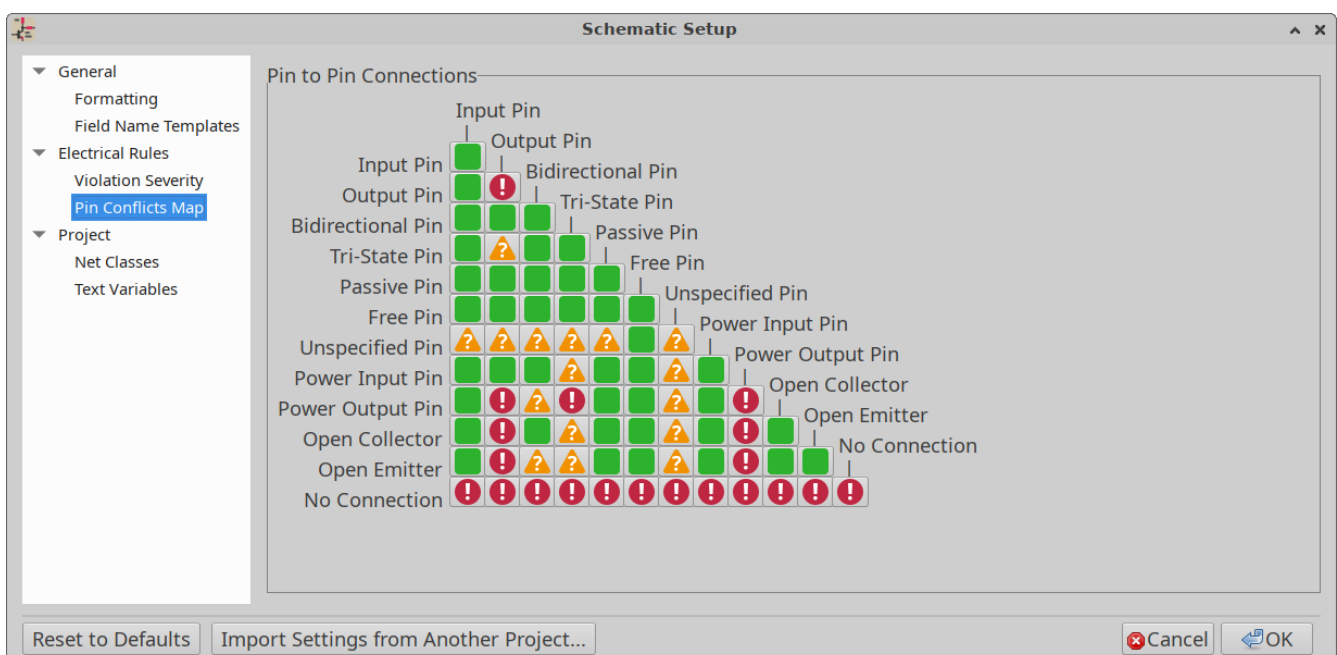 Schematic Setup
General
Formatting
Field Name Templates
Electrical Rules
Violation Severity
Pin Conflicts Map
Project
Net Classes
Text Variables
Pin to Pin Connections
Input Pin
Output Pin
Input Pin
Bidirectional Pin
Output Pin
Tri-State Pin
Bidirectional Pin
Passive Pin
Tri-State Pin
Free Pin
Passive Pin
Unspecified Pin
Free Pin
Power Input Pin
Unspecified Pin
Power Output Pin
Power Input Pin
Open Collector
Power Output Pin
Open Emitter
Open Collector
No Connection
Open Emitter
No Connection
Reset to Defaults
Import Settings from Another Project...
Cancel
OK